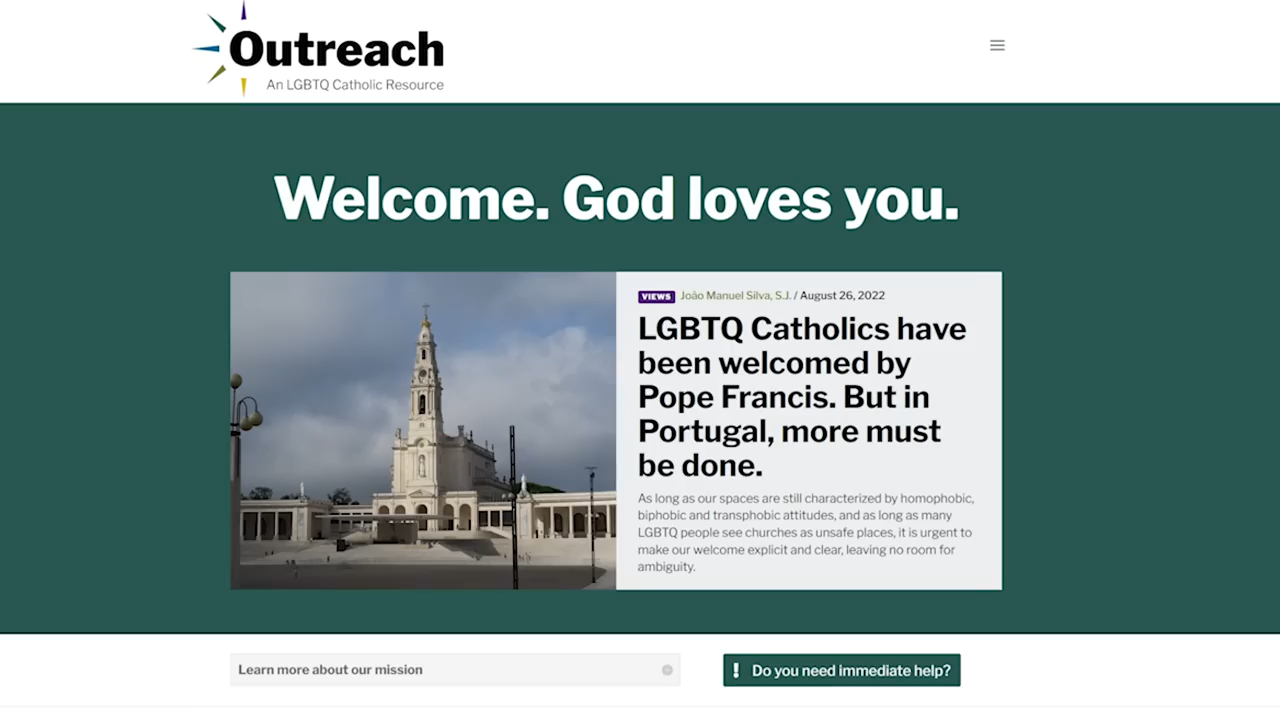 Outreach
An LGBTQ Catholic Resource
Welcome. God loves you.
VIEWS João Manuel Silva, S.J. / August 26, 2022
LGBTQ Catholics have
been welcomed by
Pope Francis. But in
Portugal, more must
be done.
As long as our spaces are still characterized by homophobic,
biphobic and transphobic attitudes, and as long as many
LGBTQ people see churches as unsafe places, it is urgent to
make our welcome explicit and clear, leaving no room for
ambiguity.
Learn more about our mission
! Do you need immediate help?